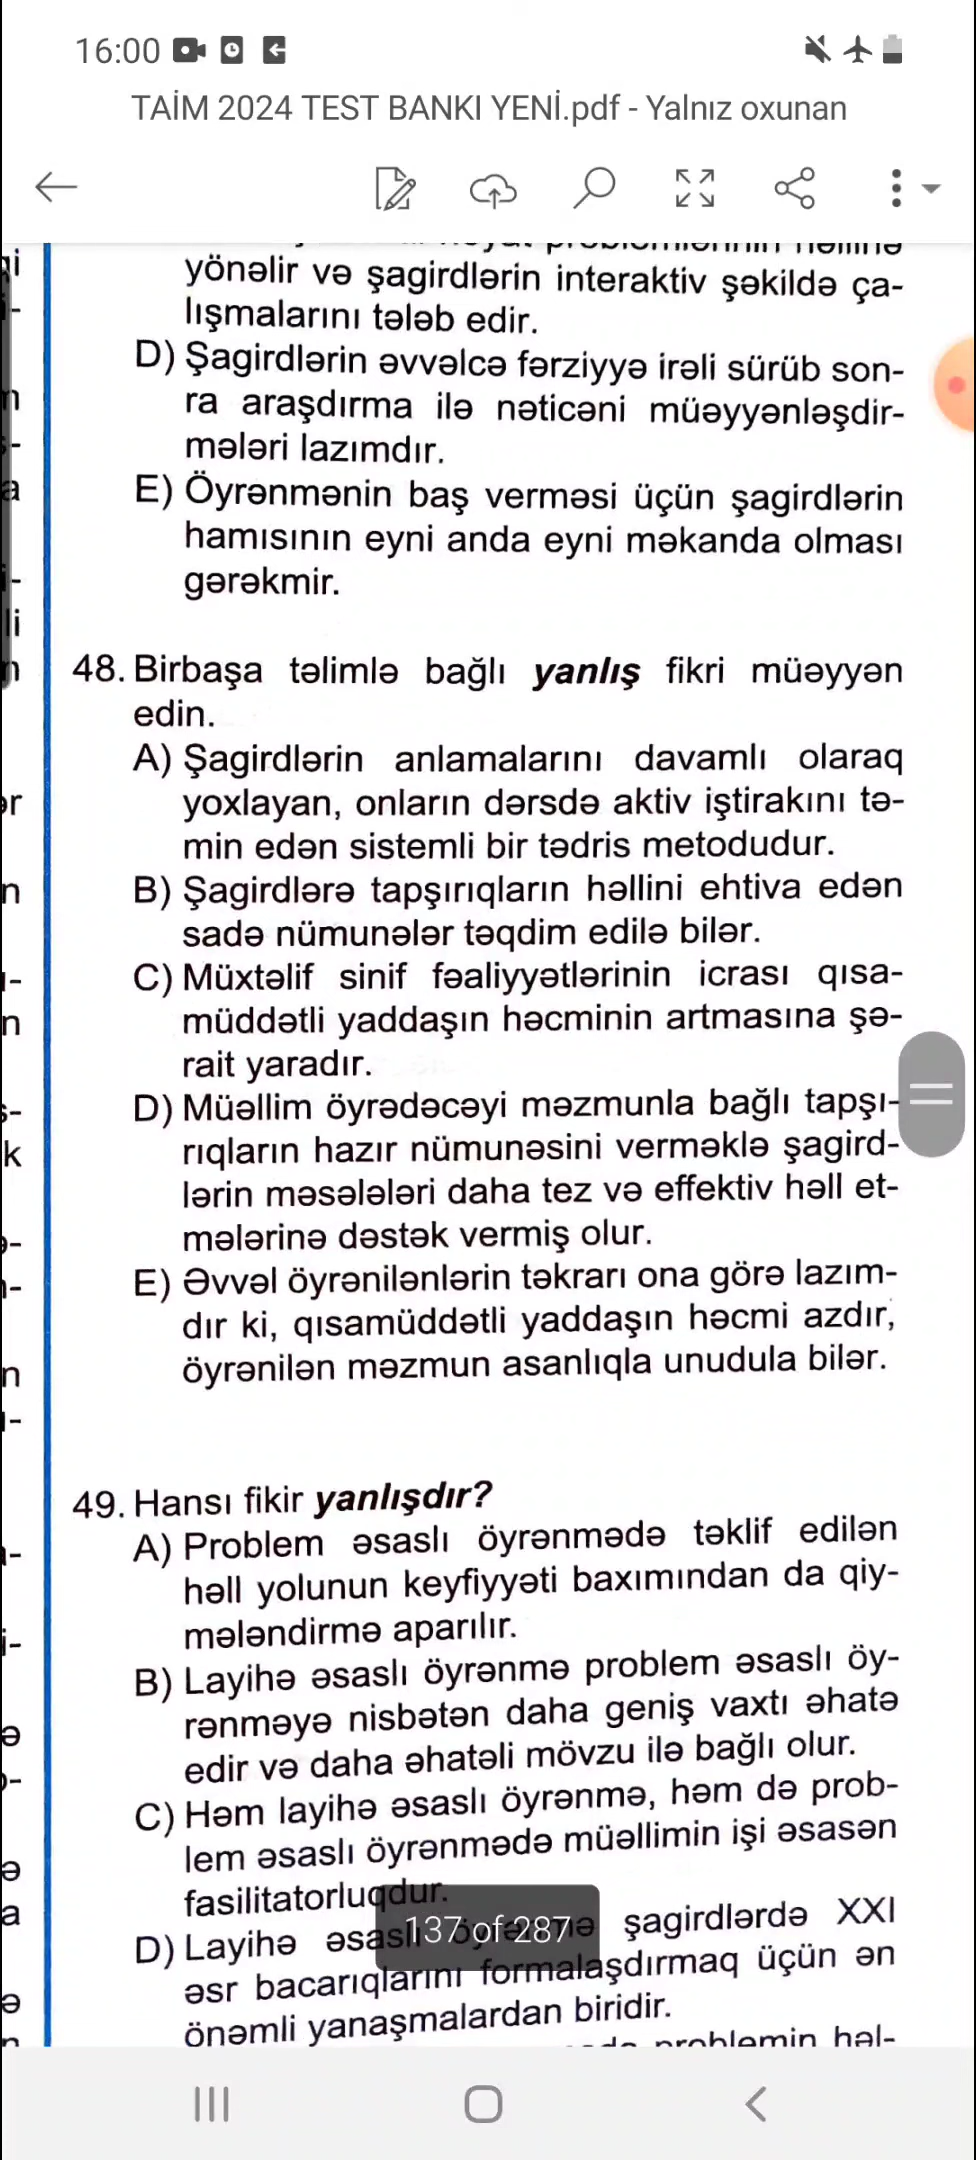 16:00
TAİM 2024 TEST BANKI YENİ.pdf - Yalnız oxunan
yönəlir və şagirdlərin interaktiv şəkildə ça-
lışmalarını tələb edir.
D) Şagirdlərin əvvəlcə fərziyyə irəli sürüb son-
ra araşdırma ilə nəticəni müəyyənləşdir-
mələri lazımdır.
E) Öyrənmənin baş verməsi üçün şagirdlərin
hamısının eyni anda eyni məkanda olması
gərəkmir.
48. Birbaşa təlimlə bağlı yanlış fikri müəyyən
edin.
A) Şagirdlərin anlamalarını davamlı olaraq
yoxlayan, onların dərsdə aktiv iştirakını tə-
min edən sistemli bir tədris metodudur.
B) Şagirdlərə tapşırıqların həllini ehtiva edən
sadə nümunələr təqdim edilə bilər.
C) Müxtəlif sinif fəaliyyətlərinin icrası qısa-
müddətli yaddaşın həcminin artmasına şə-
rait yaradır.
D) Müəllim öyrədəcəyi məzmunla bağlı tapşı-
rıqların hazır nümunəsini verməklə şagird-
lərin məsələləri daha tez və effektiv həll et-
mələrinə dəstək vermiş olur.
E) Əvvəl öyrənilənlərin təkrarı ona görə lazım-
dır ki, qısamüddətli yaddaşın həcmi azdır,
öyrənilən məzmun asanlıqla unudula bilər.
49. Hansı fikir yanlışdır?
A) Problem əsaslı öyrənmədə təklif edilən
həll yolunun keyfiyyəti baxımından da qiy-
mələndirmə aparılır.
B) Layihə əsaslı öyrənmə problem əsaslı öy-
rənməyə nisbətən daha geniş vaxtı əhatə
edir və daha əhatəli mövzu ilə bağlı olur.
C) Həm layihə əsaslı öyrənmə, həm də prob-
lem əsaslı öyrənmədə müəllimin işi əsasən
fasilitatorluqdur.
137 of 287
D) Layihə əsaslı öyrənmə şagirdlərdə XXI
əsr bacarıqlarını formalaşdırmaq üçün ən
önəmli yanaşmalardan biridir.
problemin həl-